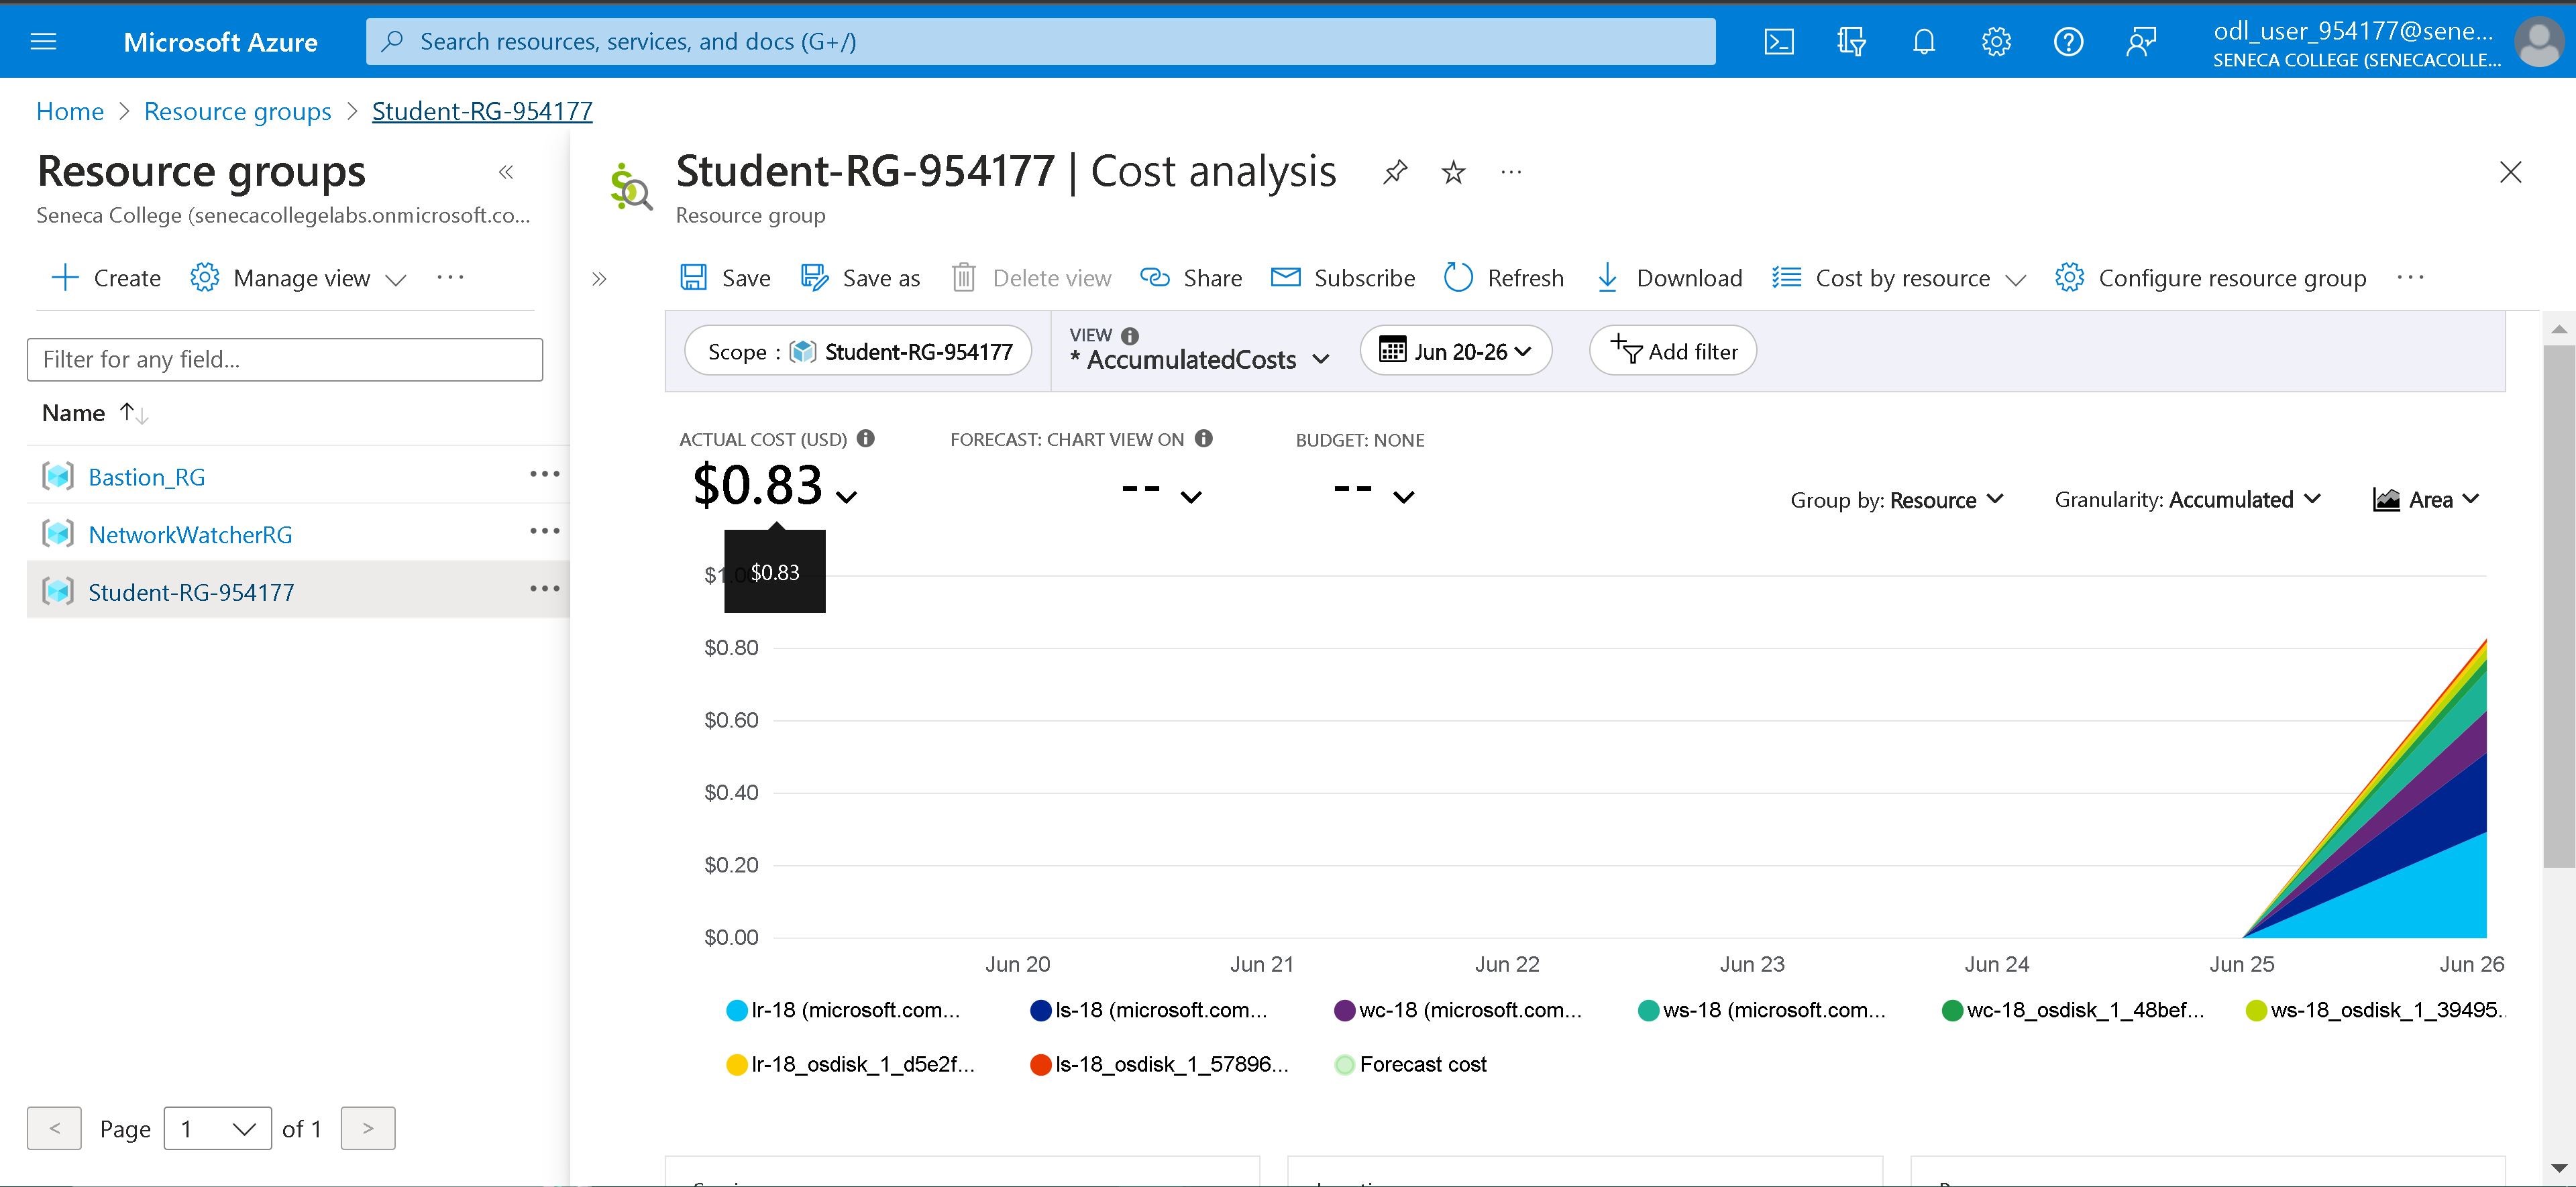 Microsoft Azure
Search resources, services, and docs (G+/)
odl_user_954177@sene...
SENECA COLLEGE (SENECACOLLE...
Home > Resource groups > Student-RG-954177
Resource groups
Seneca College (senecacollegelabs.onmicrosoft.co...
Create Manage view ...
Filter for any field...
Name
Bastion_RG
NetworkWatcherRG
Student-RG-954177
< Page 1 of 1 >
Student-RG-954177 | Cost analysis
Resource group
Save Save as Delete view Share Subscribe Refresh Download Cost by resource Configure resource group ...
Scope : Student-RG-954177
VIEW
* AccumulatedCosts
Jun 20-26
Add filter
ACTUAL COST (USD) FORECAST: CHART VIEW ON BUDGET: NONE
$0.83 -- --
Group by: Resource Granularity: Accumulated Area
$0.83
$0.80
$0.60
$0.40
$0.20
$0.00
Jun 20 Jun 21 Jun 22 Jun 23 Jun 24 Jun 25 Jun 26
lr-18 (microsoft.com... ls-18 (microsoft.com... wc-18 (microsoft.com... ws-18 (microsoft.com... wc-18_osdisk_1_48bef... ws-18_osdisk_1_39495..
lr-18_osdisk_1_d5e2f... ls-18_osdisk_1_57896... Forecast cost